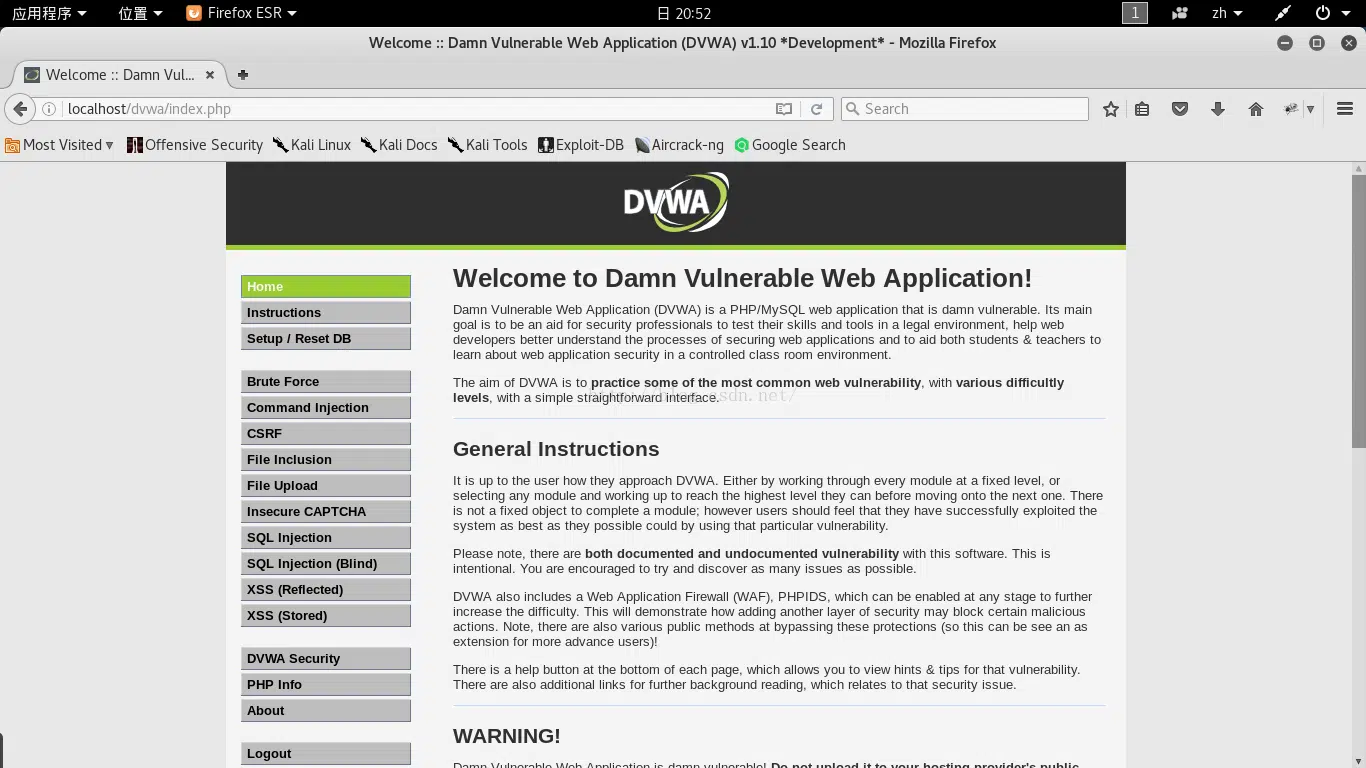 应用程序 位置 Firefox ESR 日 20:52 1 zh
Welcome :: Damn Vulnerable Web Application (DVWA) v1.10 *Development* - Mozilla Firefox
Welcome :: Damn Vul...
localhost/dvwa/index.php Search
Most Visited Offensive Security Kali Linux Kali Docs Kali Tools Exploit-DB Aircrack-ng Google Search
DVWA
Home
Instructions
Setup / Reset DB
Brute Force
Command Injection
CSRF
File Inclusion
File Upload
Insecure CAPTCHA
SQL Injection
SQL Injection (Blind)
XSS (Reflected)
XSS (Stored)
DVWA Security
PHP Info
About
Logout
Welcome to Damn Vulnerable Web Application!
Damn Vulnerable Web Application (DVWA) is a PHP/MySQL web application that is damn vulnerable. Its main
goal is to be an aid for security professionals to test their skills and tools in a legal environment, help web
developers better understand the processes of securing web applications and to aid both students & teachers to
learn about web application security in a controlled class room environment.
The aim of DVWA is to practice some of the most common web vulnerability, with various difficultly
levels, with a simple straightforward interface.
General Instructions
It is up to the user how they approach DVWA. Either by working through every module at a fixed level, or
selecting any module and working up to reach the highest level they can before moving onto the next one. There
is not a fixed object to complete a module; however users should feel that they have successfully exploited the
system as best as they possible could by using that particular vulnerability.
Please note, there are both documented and undocumented vulnerability with this software. This is
intentional. You are encouraged to try and discover as many issues as possible.
DVWA also includes a Web Application Firewall (WAF), PHPIDS, which can be enabled at any stage to further
increase the difficulty. This will demonstrate how adding another layer of security may block certain malicious
actions. Note, there are also various public methods at bypassing these protections (so this can be see an as
extension for more advance users)!
There is a help button at the bottom of each page, which allows you to view hints & tips for that vulnerability.
There are also additional links for further background reading, which relates to that security issue.
WARNING!
Damn Vulnerable Web Application is damn vulnerable! Do not upload it to your hosting provider's public